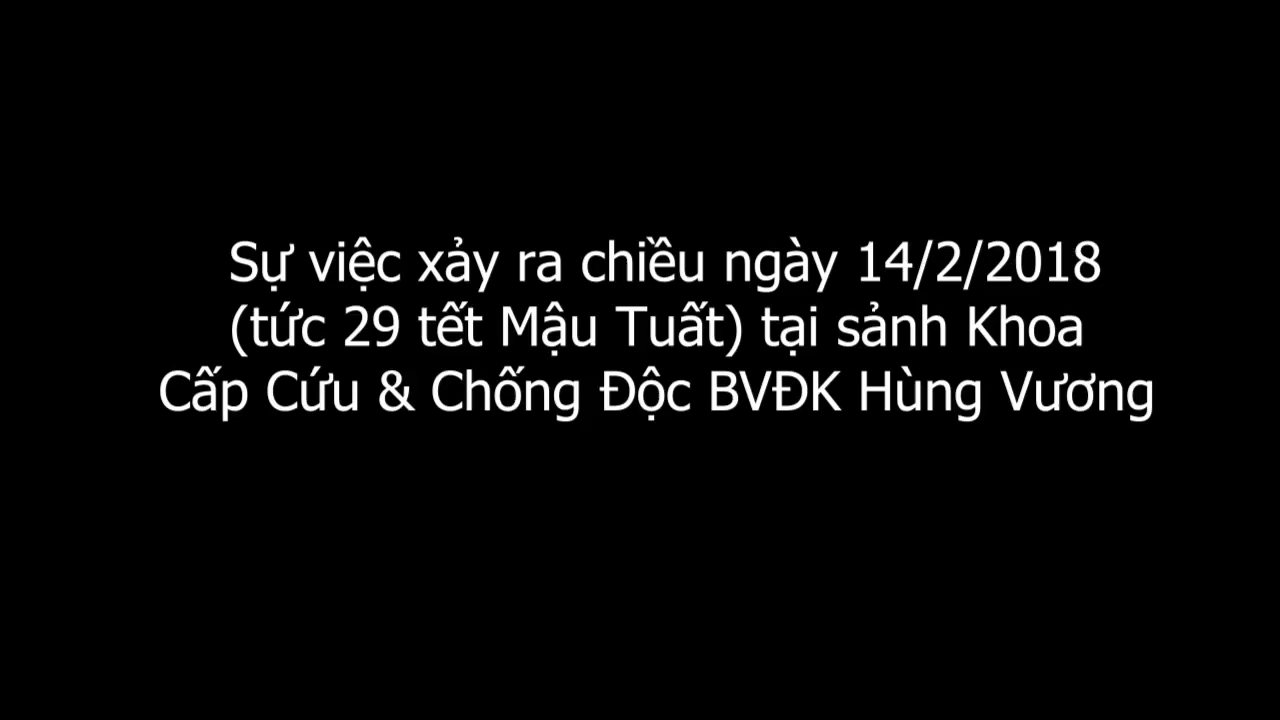 Sự việc xảy ra chiều ngày 14/2/2018
(tức 29 tết Mậu Tuất) tại sảnh Khoa
Cấp Cứu & Chống Độc BVĐK Hùng Vương